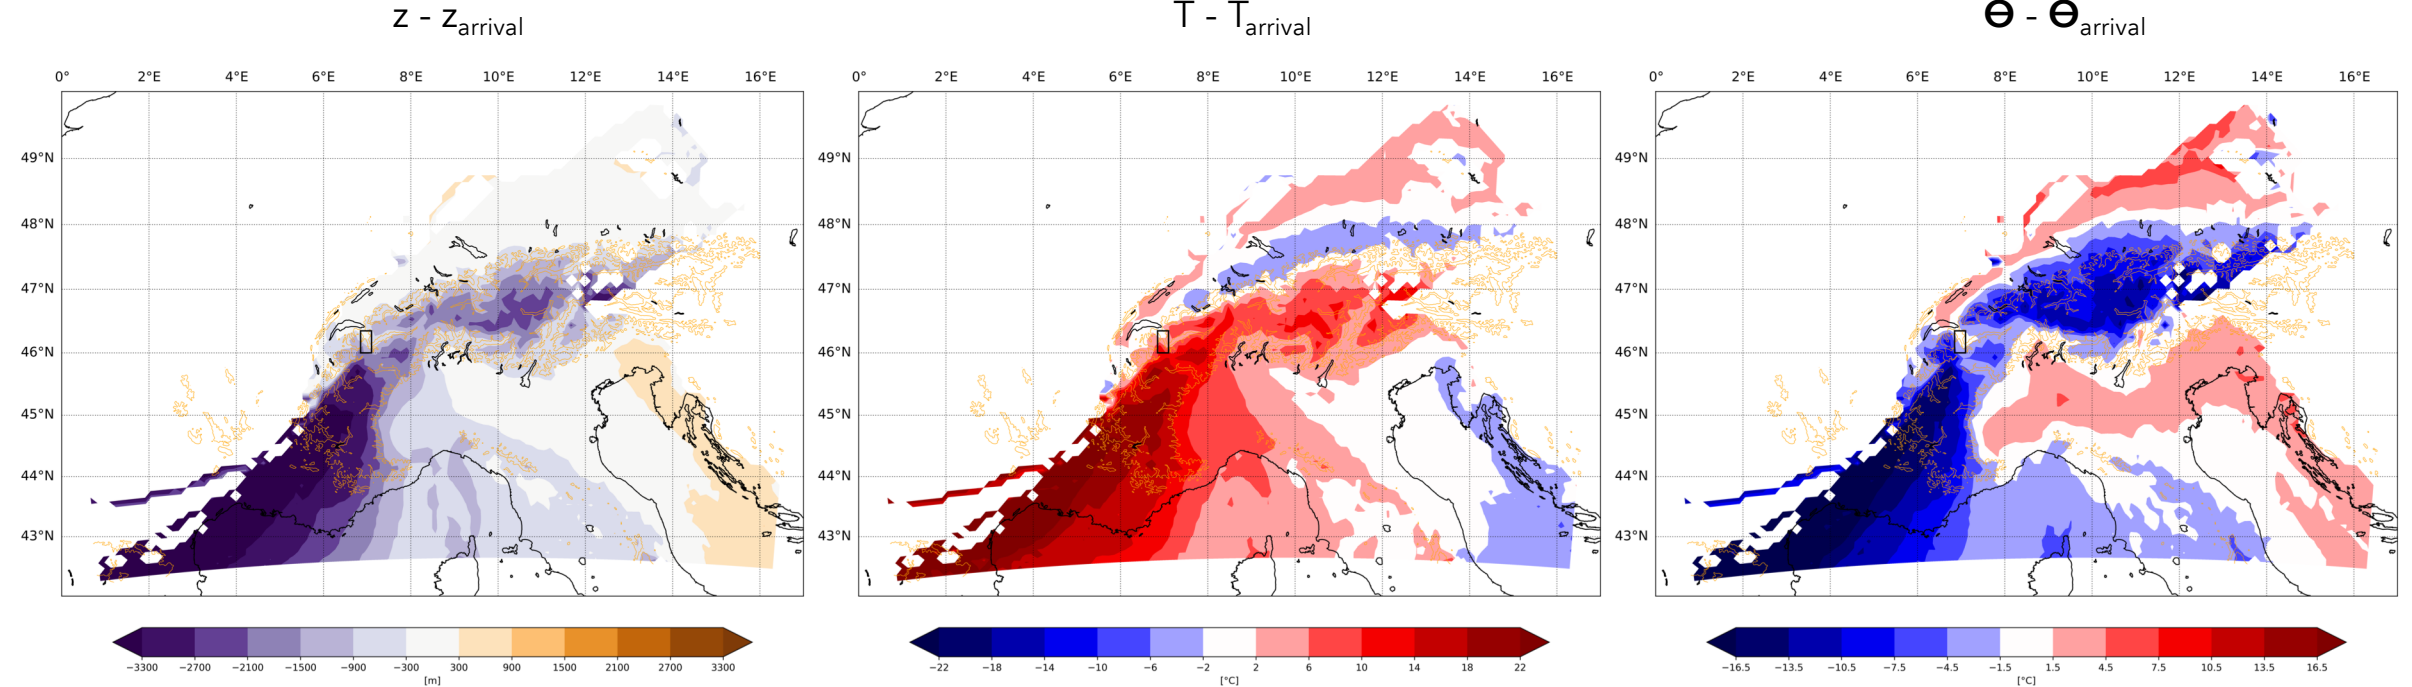 z - z_arrival
T - T_arrival
Ɵ - Ɵ_arrival
0° 2°E 4°E 6°E 8°E 10°E 12°E 14°E 16°E
0° 2°E 4°E 6°E 8°E 10°E 12°E 14°E 16°E
0° 2°E 4°E 6°E 8°E 10°E 12°E 14°E 16°E
49°N
48°N
47°N
46°N
45°N
44°N
43°N
49°N
48°N
47°N
46°N
45°N
44°N
43°N
49°N
48°N
47°N
46°N
45°N
44°N
43°N
−3300 −2700 −2100 −1500 −900 −300 300 900 1500 2100 2700 3300
[m]
−22 −18 −14 −10 −6 −2 2 6 10 14 18 22
[°C]
−16.5 −13.5 −10.5 −7.5 −4.5 −1.5 1.5 4.5 7.5 10.5 13.5 16.5
[°C]